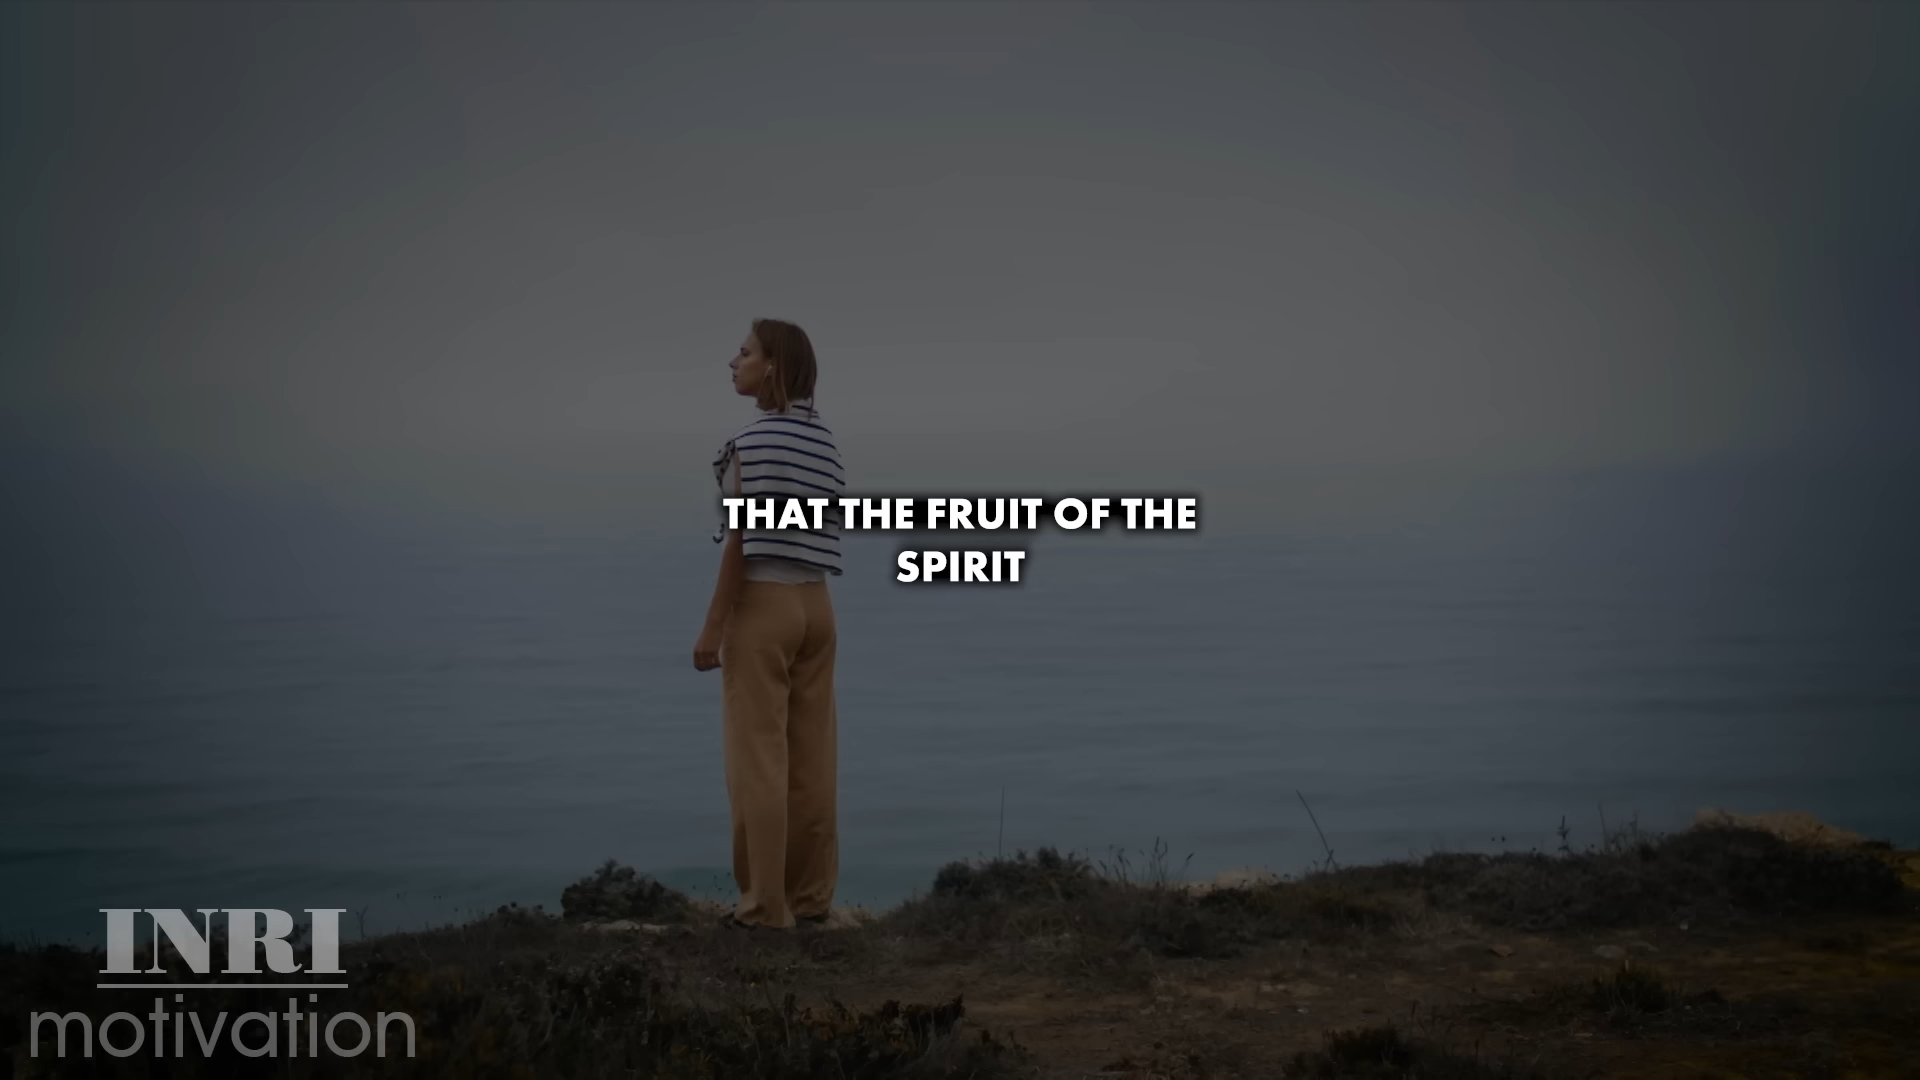 THAT THE FRUIT OF THE
SPIRIT
INRI
motivation